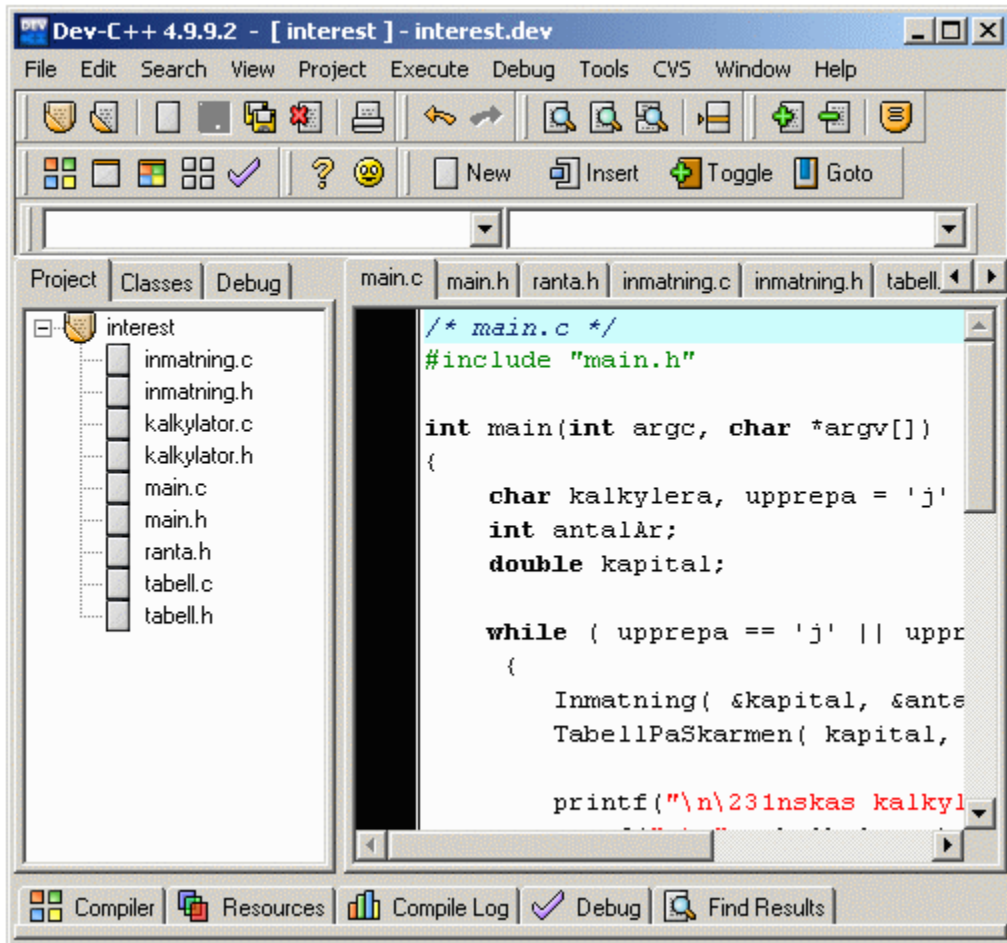 Dev-C++ 4.9.9.2 - [ interest ] - interest.dev
File Edit Search View Project Execute Debug Tools CVS Window Help
New Insert Toggle Goto
Project Classes Debug
main.c main.h ranta.h inmatning.c inmatning.h tabell.
interest
inmatning.c
inmatning.h
kalkylator.c
kalkylator.h
main.c
main.h
ranta.h
tabell.c
tabell.h
/* main.c */
#include "main.h"
int main(int argc, char *argv[])
{
char kalkylera, upprepa = 'j'
int antalAr;
double kapital;
while ( upprepa == 'j' || uppr
{
Inmatning( &kapital, &anta
TabellPaSkarmen( kapital,
printf("\n\231nskas kalkyl
Compiler Resources Compile Log Debug Find Results